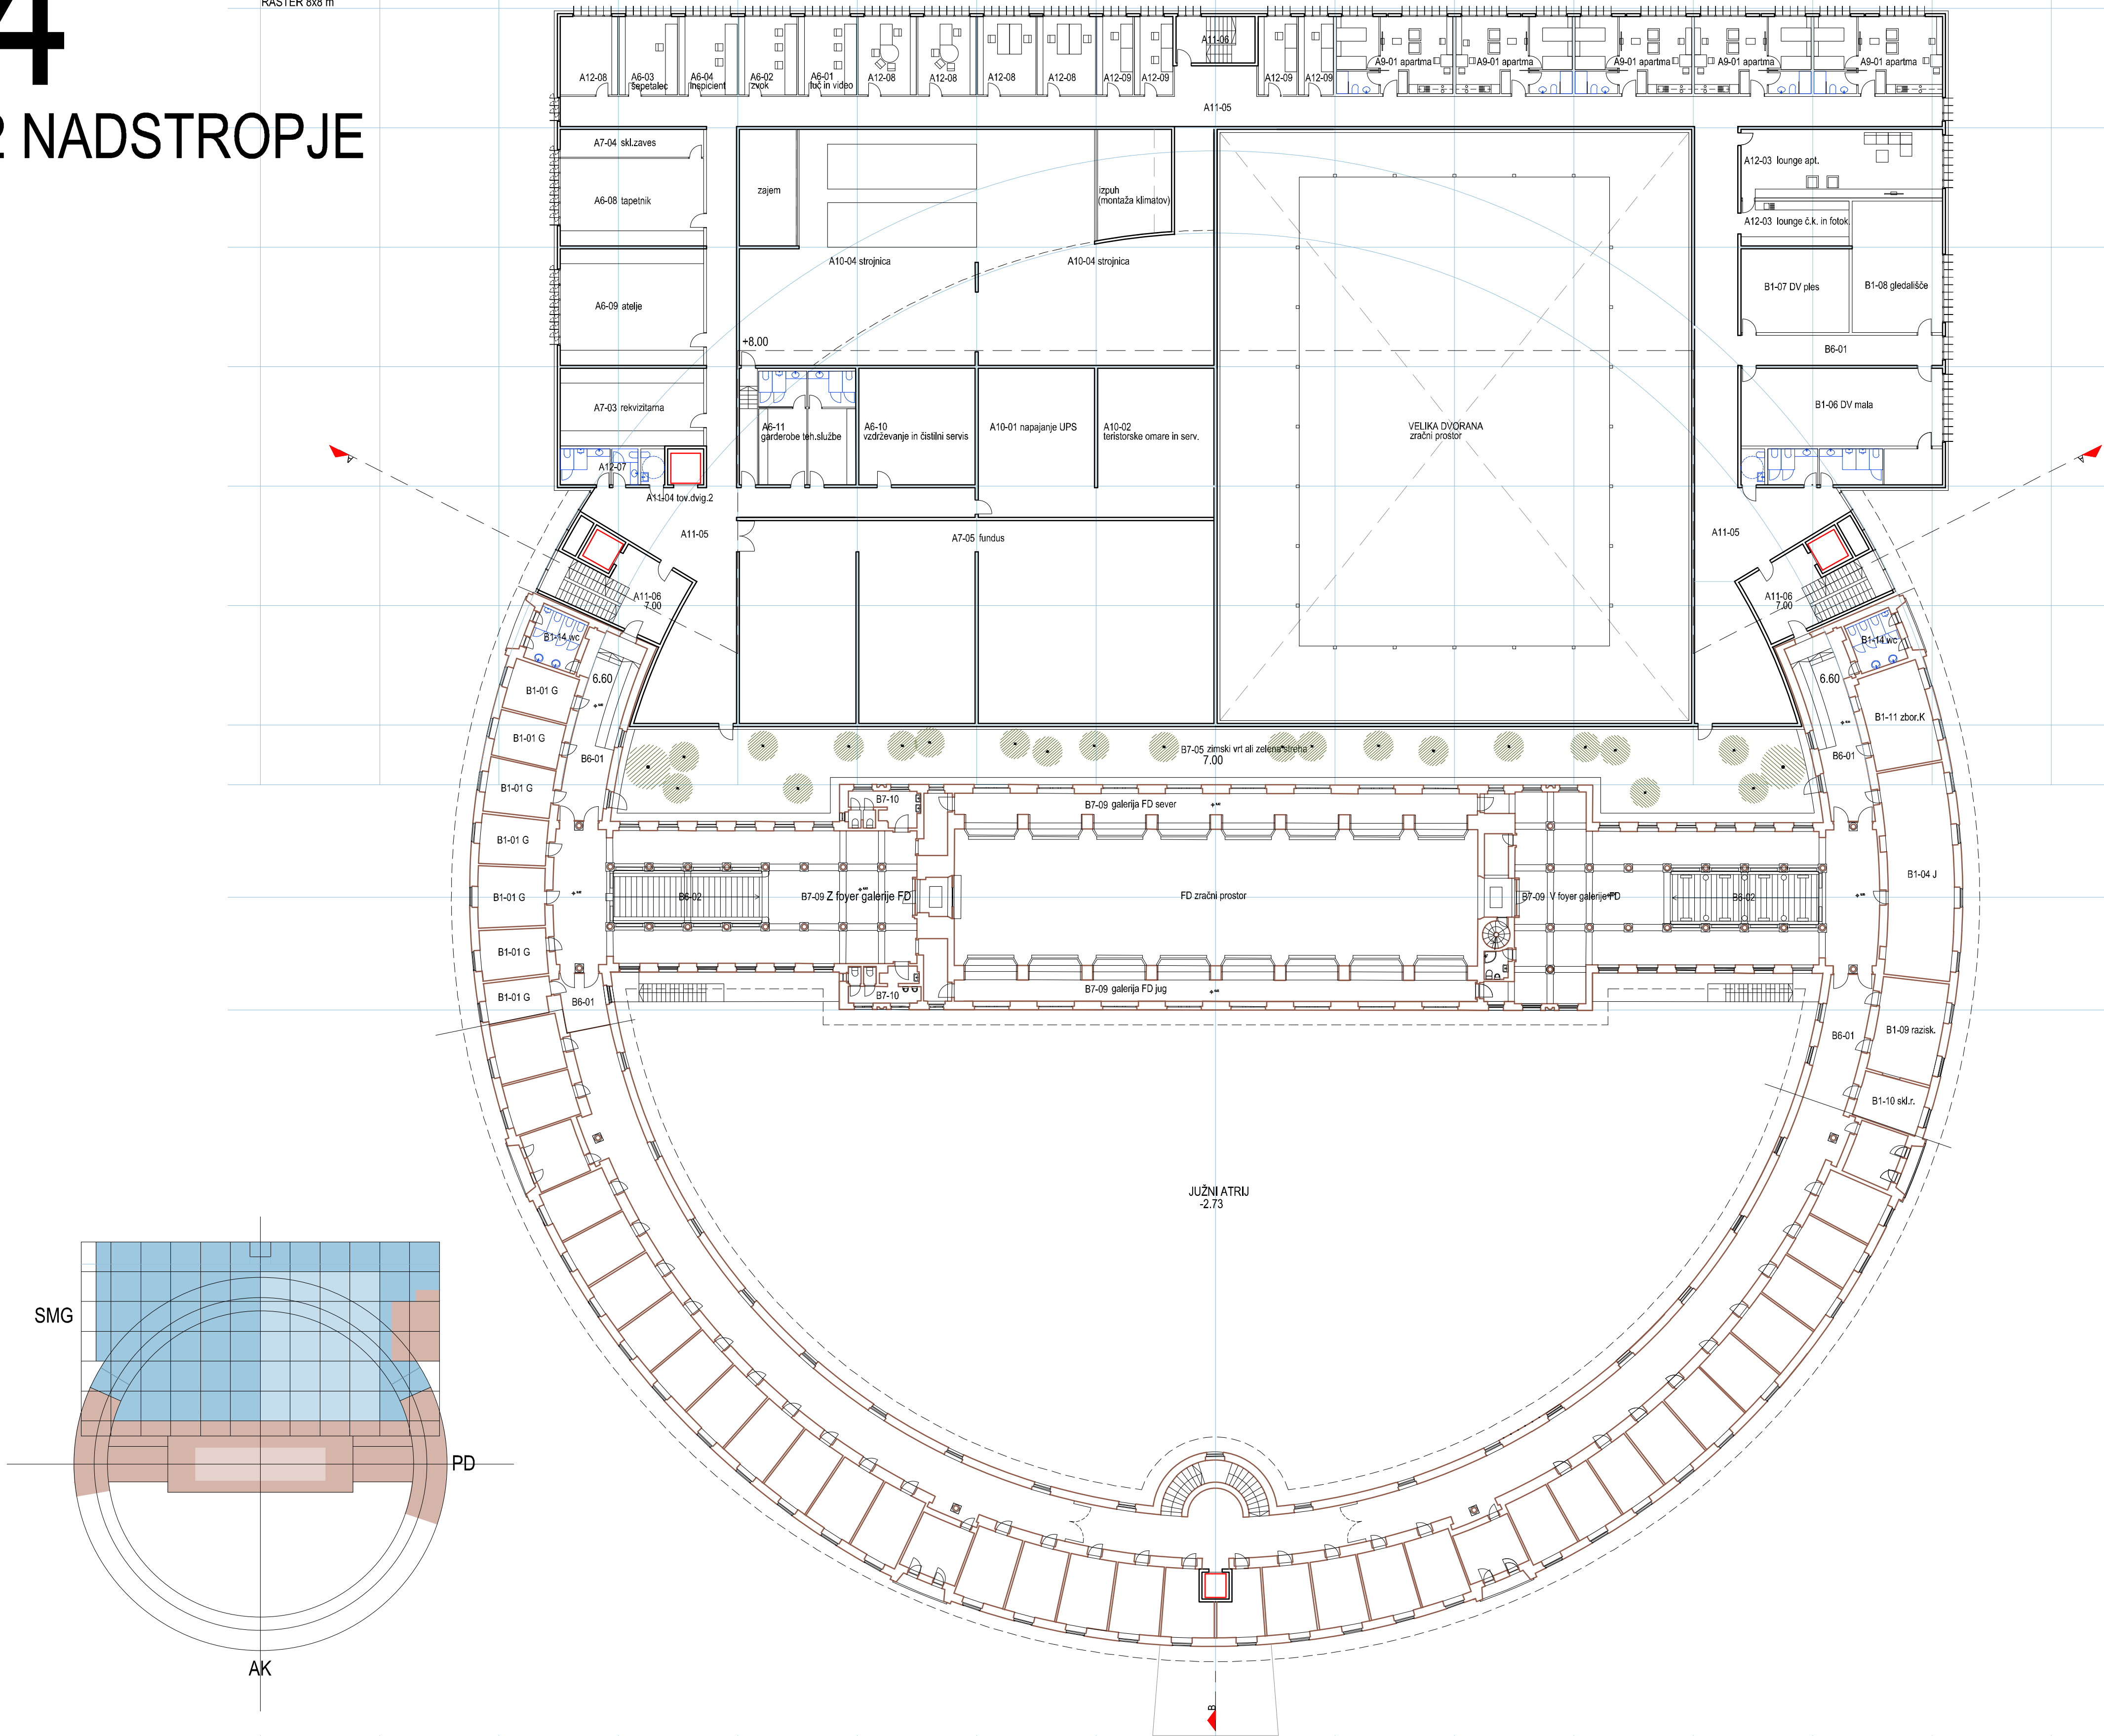 RASTER 8x8 m
4
2 NADSTROPJE
A12-08
A6-03
šepetalec
A6-04
inspicient
A6-02
zvok
A6-01
luč in video
A12-08
A12-08
A12-08
A12-08
A12-09
A12-09
A11-06
A12-09
A12-09
A9-01 apartma
A9-01 apartma
A9-01 apartma
A9-01 apartma
A9-01 apartma
A11-05
A7-04 skl.zaves
A6-08 tapetnik
zajem
izpuh
(montaža klimatov)
A12-03 lounge apt.
A12-03 lounge č.k. in fotok.
A10-04 strojnica
A10-04 strojnica
A6-09 atelje
B1-07 DV ples
B1-08 gledališče
+8.00
B6-01
A7-03 rekvizitarna
A6-11
garderobe teh.službe
A6-10
vzdrževanje in čistilni servis
A10-01 napajanje UPS
A10-02
teristorske omare in serv.
VELIKA DVORANA
zračni prostor
B1-06 DV mala
A12-07
A11-04 tov.dvig.2
A
A
A11-05
A7-05 fundus
A11-05
A11-06
7.00
A11-06
7.00
B1-14 wc
B1-14 wc
6.60
6.60
B1-01 G
B1-11 zbor.K
B1-01 G
B6-01
B7-05 zimski vrt ali zelena streha
7.00
B6-01
B1-01 G
B7-10
B7-09 galerija FD sever
B1-01 G
B1-01 G
B6-02
B7-09 Z foyer galerije FD
FD zračni prostor
B7-09 V foyer galerije FD
B6-02
B1-04 J
B1-01 G
B1-01 G
B6-01
B7-10
B7-09 galerija FD jug
B6-01
B1-09 razisk.
B1-10 skl.r.
JUŽNI ATRIJ
-2.73
SMG
PD
AK
B